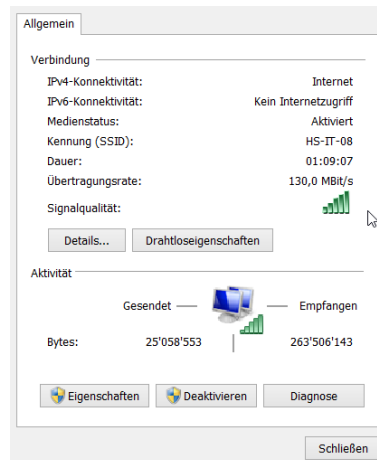 Allgemein
Verbindung
IPv4-Konnektivität: Internet
IPv6-Konnektivität: Kein Internetzugriff
Medienstatus: Aktiviert
Kennung (SSID): HS-IT-08
Dauer: 01:09:07
Übertragungsrate: 130,0 MBit/s
Signalqualität:
Details... Drahtloseigenschaften
Aktivität
Gesendet Empfangen
Bytes: 25'058'553 263'506'143
Eigenschaften Deaktivieren Diagnose
Schließen